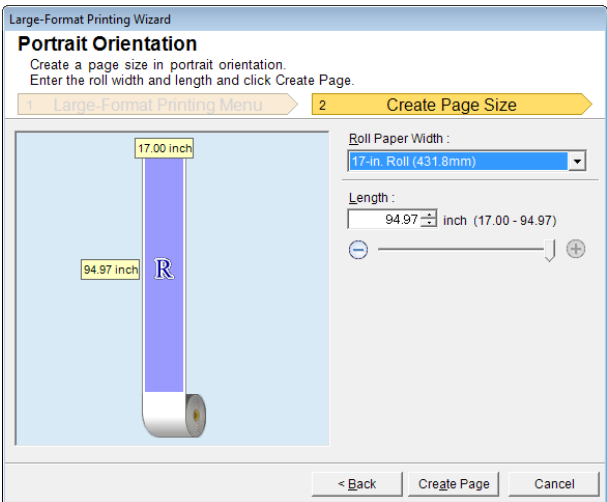 Large-Format Printing Wizard
Portrait Orientation
Create a page size in portrait orientation.
Enter the roll width and length and click Create Page.
1 Large-Format Printing Menu
2 Create Page Size
17.00 inch
94.97 inch
R
Roll Paper Width :
17-in. Roll (431.8mm)
Length :
94.97 inch (17.00 - 94.97)
< Back
Create Page
Cancel